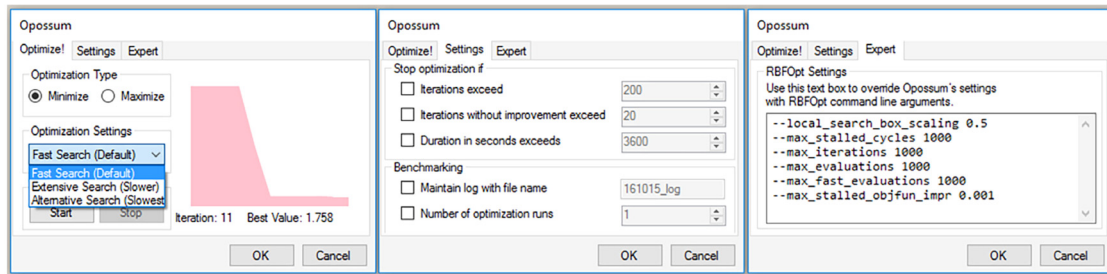 Opossum
Optimize! Settings Expert
Optimization Type
Minimize Maximize
Optimization Settings
Fast Search (Default)
Fast Search (Default)
Extensive Search (Slower)
Alternative Search (Slowest
Start Stop
Iteration: 11 Best Value: 1.758
OK Cancel
Opossum
Optimize! Settings Expert
Stop optimization if
Iterations exceed 200
Iterations without improvement exceed 20
Duration in seconds exceeds 3600
Benchmarking
Maintain log with file name 161015_log
Number of optimization runs 1
OK Cancel
Opossum
Optimize! Settings Expert
RBFOpt Settings
Use this text box to override Opossum's settings
with RBFOpt command line arguments.
--local_search_box_scaling 0.5
--max_stalled_cycles 1000
--max_iterations 1000
--max_evaluations 1000
--max_fast_evaluations 1000
--max_stalled_objfun_impr 0.001
OK Cancel